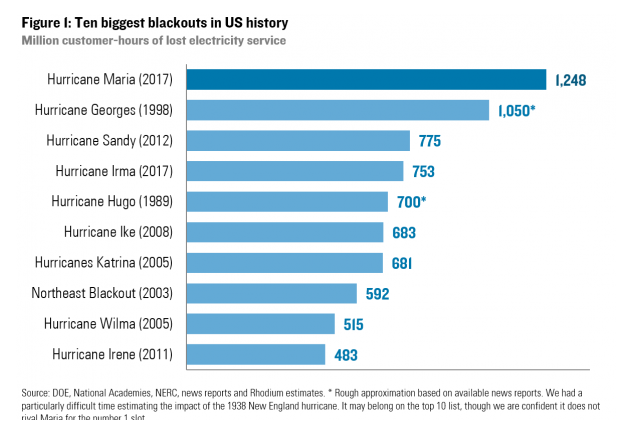 Figure 1: Ten biggest blackouts in US history
Million customer-hours of lost electricity service
Hurricane Maria (2017) 1,248
Hurricane Georges (1998) 1,050*
Hurricane Sandy (2012) 775
Hurricane Irma (2017) 753
Hurricane Hugo (1989) 700*
Hurricane Ike (2008) 683
Hurricanes Katrina (2005) 681
Northeast Blackout (2003) 592
Hurricane Wilma (2005) 515
Hurricane Irene (2011) 483
Source: DOE, National Academies, NERC, news reports and Rhodium estimates. * Rough approximation based on available news reports. We had a
particularly difficult time estimating the impact of the 1938 New England hurricane. It may belong on the top 10 list, though we are confident it does not
rival Maria for the number 1 slot